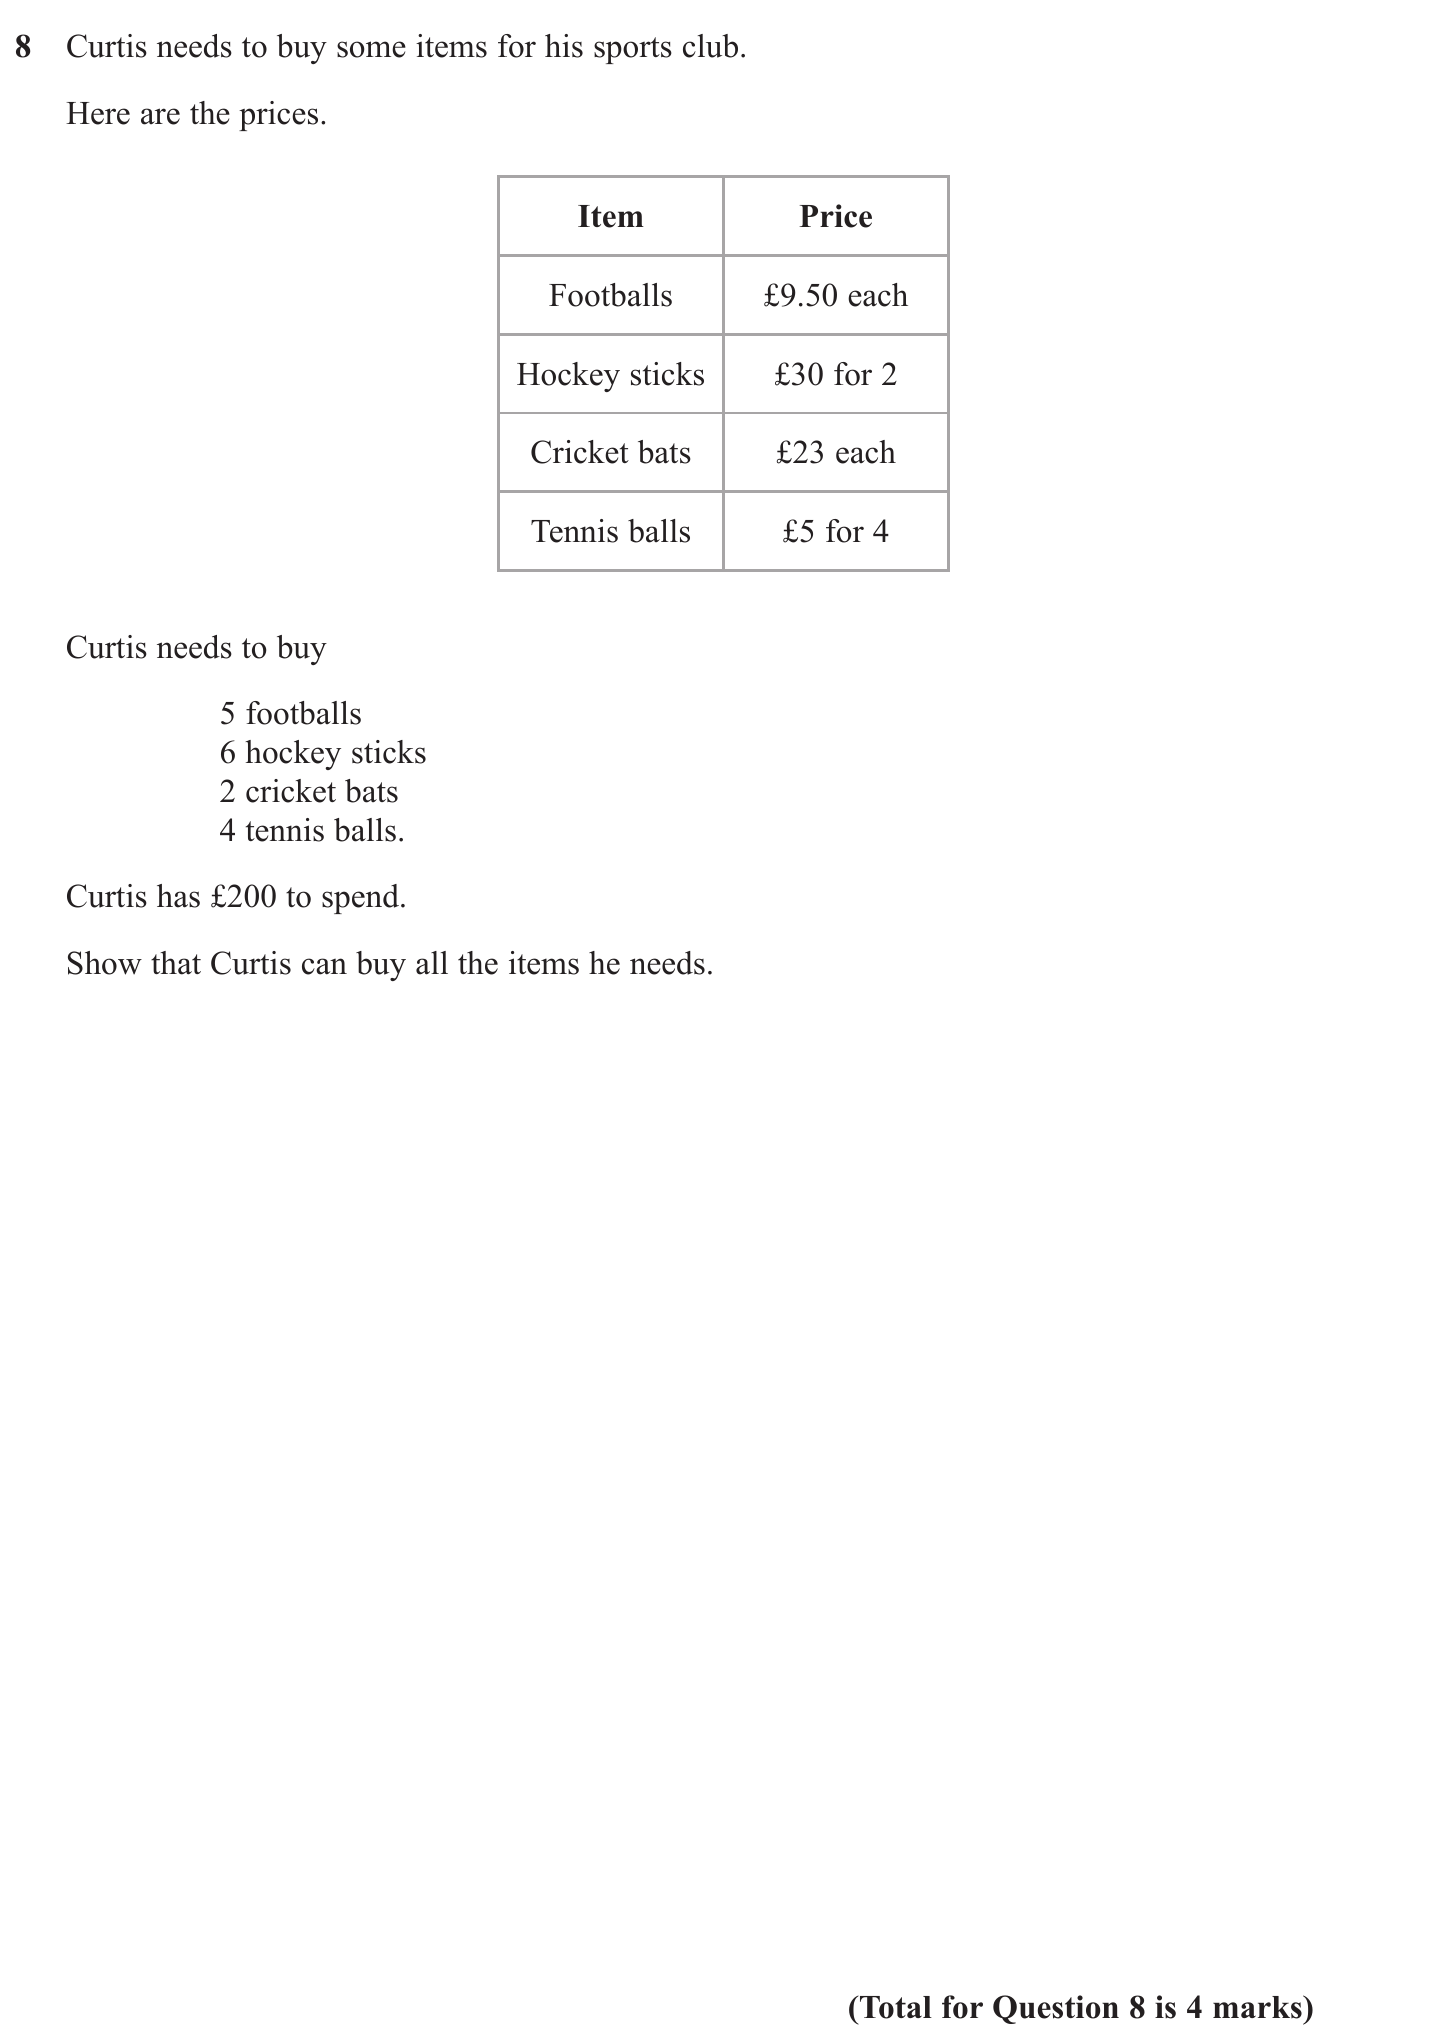 8 Curtis needs to buy some items for his sports club.
Here are the prices.
Item Price
Footballs £9.50 each
Hockey sticks £30 for 2
Cricket bats £23 each
Tennis balls £5 for 4
Curtis needs to buy
5 footballs
6 hockey sticks
2 cricket bats
4 tennis balls.
Curtis has £200 to spend.
Show that Curtis can buy all the items he needs.
(Total for Question 8 is 4 marks)